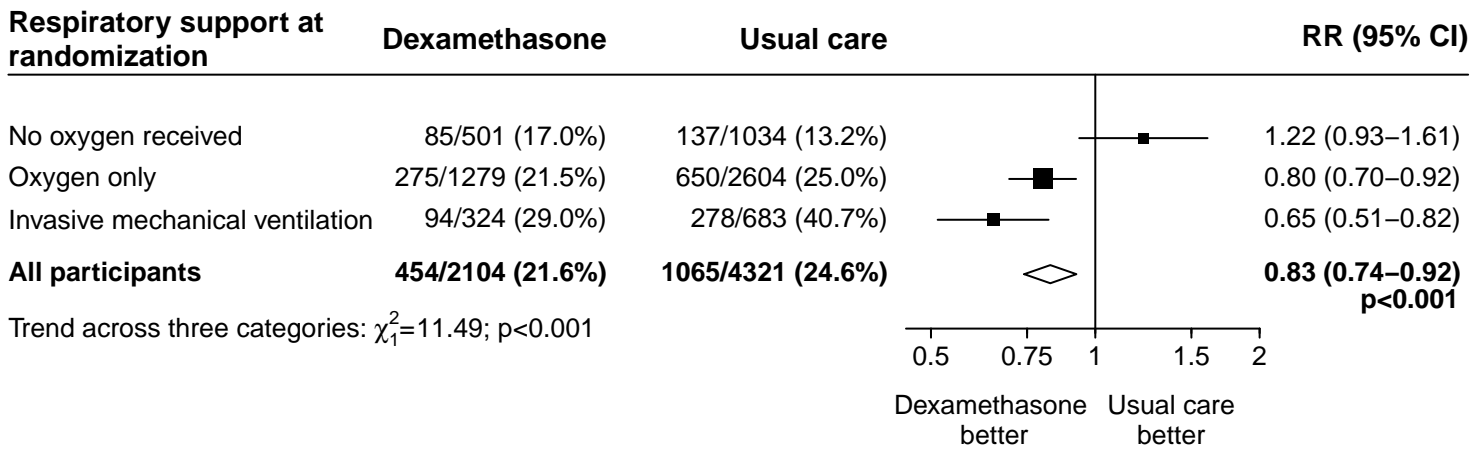 Respiratory support at
randomization Dexamethasone Usual care RR (95% CI)
No oxygen received 85/501 (17.0%) 137/1034 (13.2%) 1.22 (0.93−1.61)
Oxygen only 275/1279 (21.5%) 650/2604 (25.0%) 0.80 (0.70−0.92)
Invasive mechanical ventilation 94/324 (29.0%) 278/683 (40.7%) 0.65 (0.51−0.82)
All participants 454/2104 (21.6%) 1065/4321 (24.6%) 0.83 (0.74−0.92)
p<0.001
Trend across three categories: χ²₁=11.49; p<0.001
0.5 0.75 1 1.5 2
Dexamethasone Usual care
better better